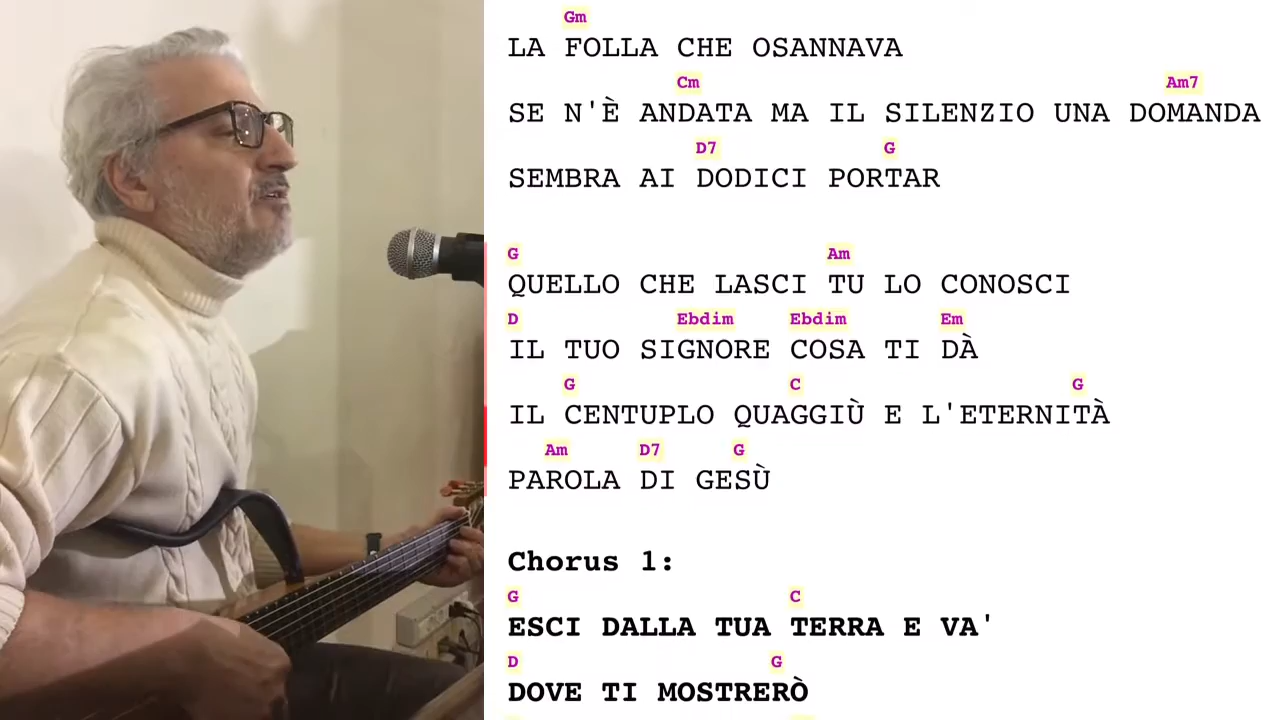 Gm
LA FOLLA CHE OSANNAVA
Cm Am7
SE N'È ANDATA MA IL SILENZIO UNA DOMANDA
D7 G
SEMBRA AI DODICI PORTAR
G Am
QUELLO CHE LASCI TU LO CONOSCI
D Ebdim Ebdim Em
IL TUO SIGNORE COSA TI DÀ
G C G
IL CENTUPLO QUAGGIÙ E L'ETERNITÀ
Am D7 G
PAROLA DI GESÙ
Chorus 1:
G C
ESCI DALLA TUA TERRA E VA'
D G
DOVE TI MOSTRERÒ